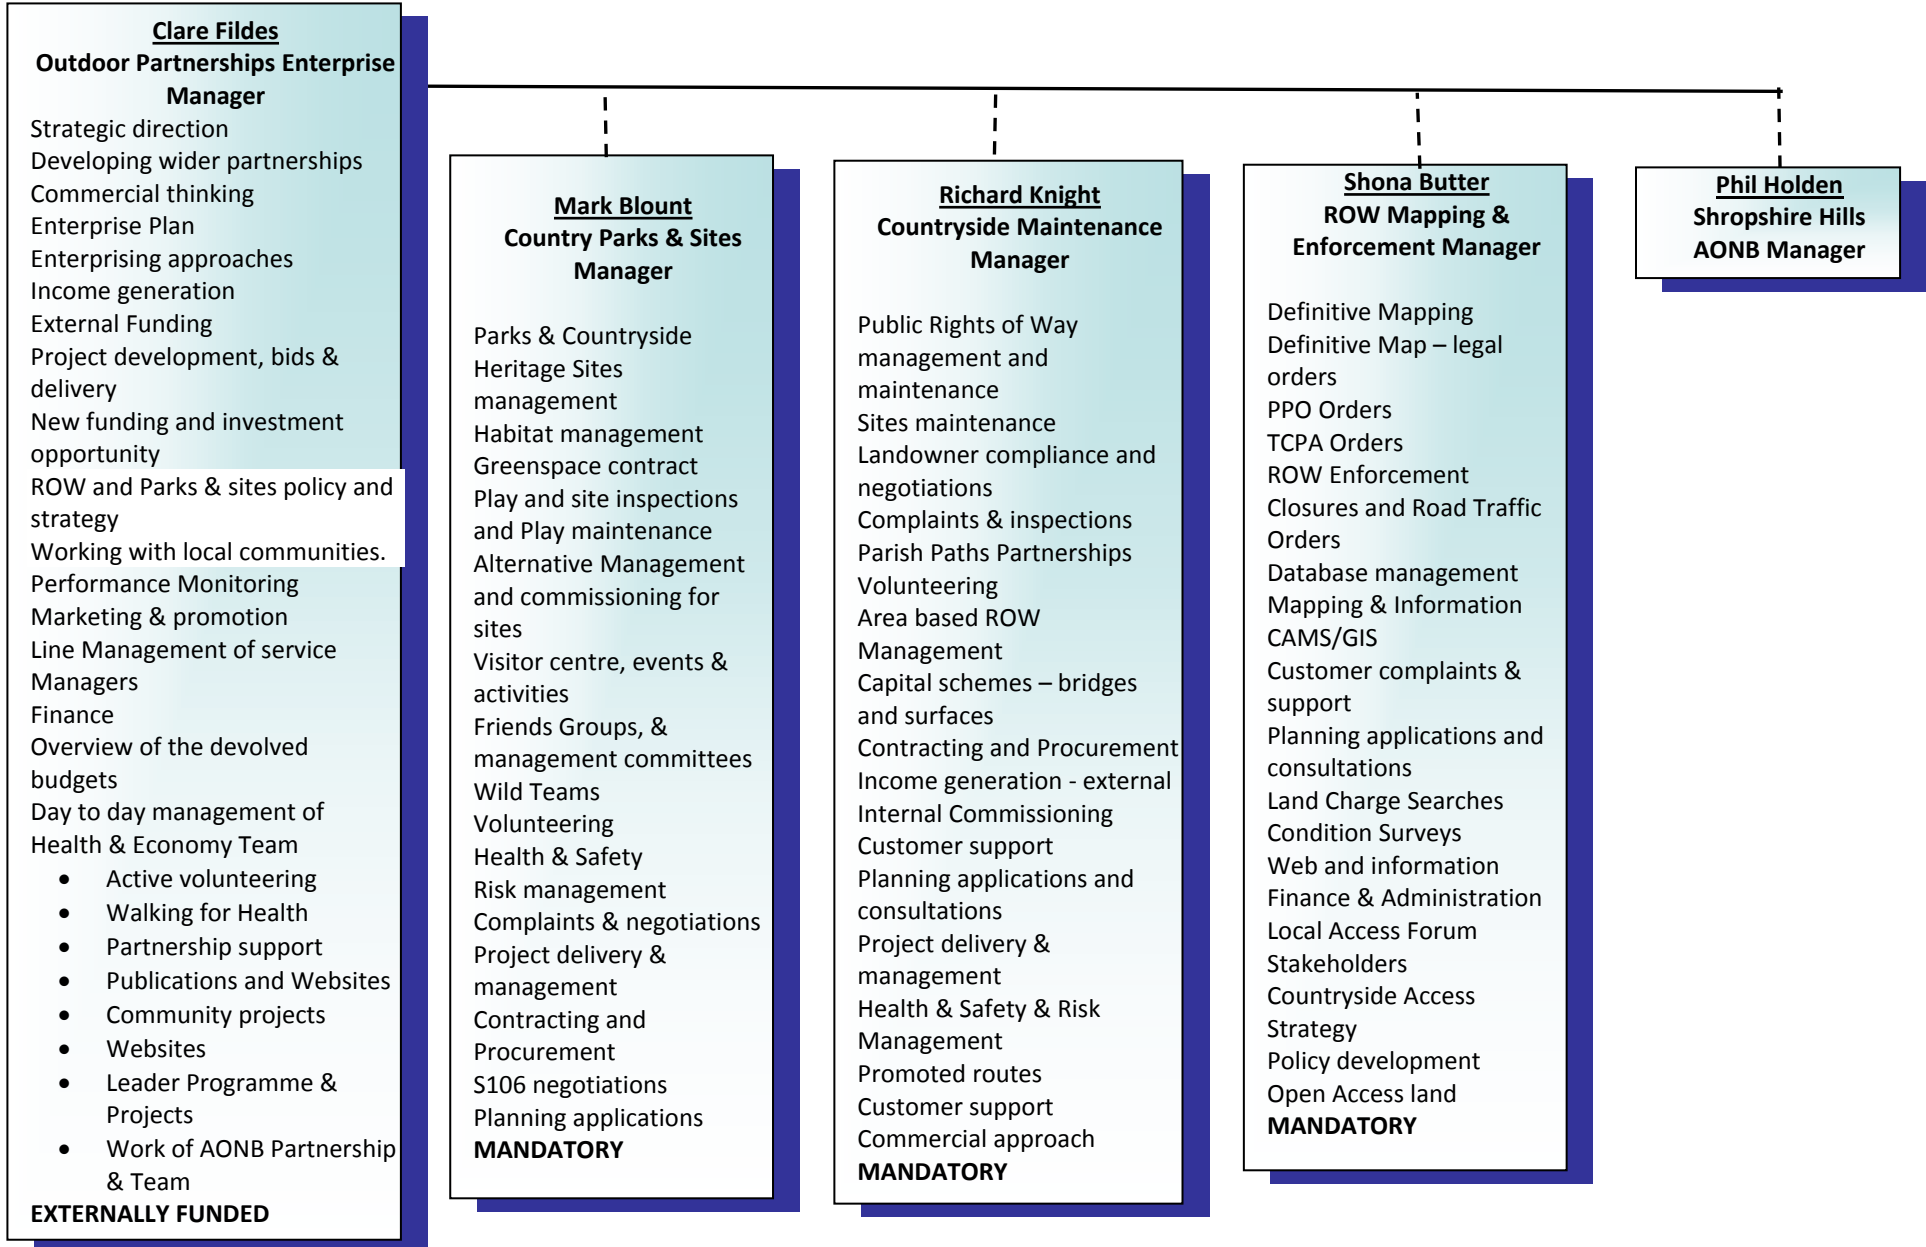 Clare Fildes
Outdoor Partnerships Enterprise
Manager
Strategic direction
Developing wider partnerships
Commercial thinking
Enterprise Plan
Enterprising approaches
Income generation
External Funding
Project development, bids &
delivery
New funding and investment
opportunity
ROW and Parks & sites policy and
strategy
Working with local communities.
Performance Monitoring
Marketing & promotion
Line Management of service
Managers
Finance
Overview of the devolved
budgets
Day to day management of
Health & Economy Team
• Active volunteering
• Walking for Health
• Partnership support
• Publications and Websites
• Community projects
• Websites
• Leader Programme &
Projects
• Work of AONB Partnership
& Team
EXTERNALLY FUNDED
Mark Blount
Country Parks & Sites
Manager
Parks & Countryside
Heritage Sites
management
Habitat management
Greenspace contract
Play and site inspections
and Play maintenance
Alternative Management
and commissioning for
sites
Visitor centre, events &
activities
Friends Groups, &
management committees
Wild Teams
Volunteering
Health & Safety
Risk management
Complaints & negotiations
Project delivery &
management
Contracting and
Procurement
S106 negotiations
Planning applications
MANDATORY
Richard Knight
Countryside Maintenance
Manager
Public Rights of Way
management and
maintenance
Sites maintenance
Landowner compliance and
negotiations
Complaints & inspections
Parish Paths Partnerships
Volunteering
Area based ROW
Management
Capital schemes – bridges
and surfaces
Contracting and Procurement
Income generation - external
Internal Commissioning
Customer support
Planning applications and
consultations
Project delivery &
management
Health & Safety & Risk
Management
Promoted routes
Customer support
Commercial approach
MANDATORY
Shona Butter
ROW Mapping &
Enforcement Manager
Definitive Mapping
Definitive Map – legal
orders
PPO Orders
TCPA Orders
ROW Enforcement
Closures and Road Traffic
Orders
Database management
Mapping & Information
CAMS/GIS
Customer complaints &
support
Planning applications and
consultations
Land Charge Searches
Condition Surveys
Web and information
Finance & Administration
Local Access Forum
Stakeholders
Countryside Access
Strategy
Policy development
Open Access land
MANDATORY
Phil Holden
Shropshire Hills
AONB Manager